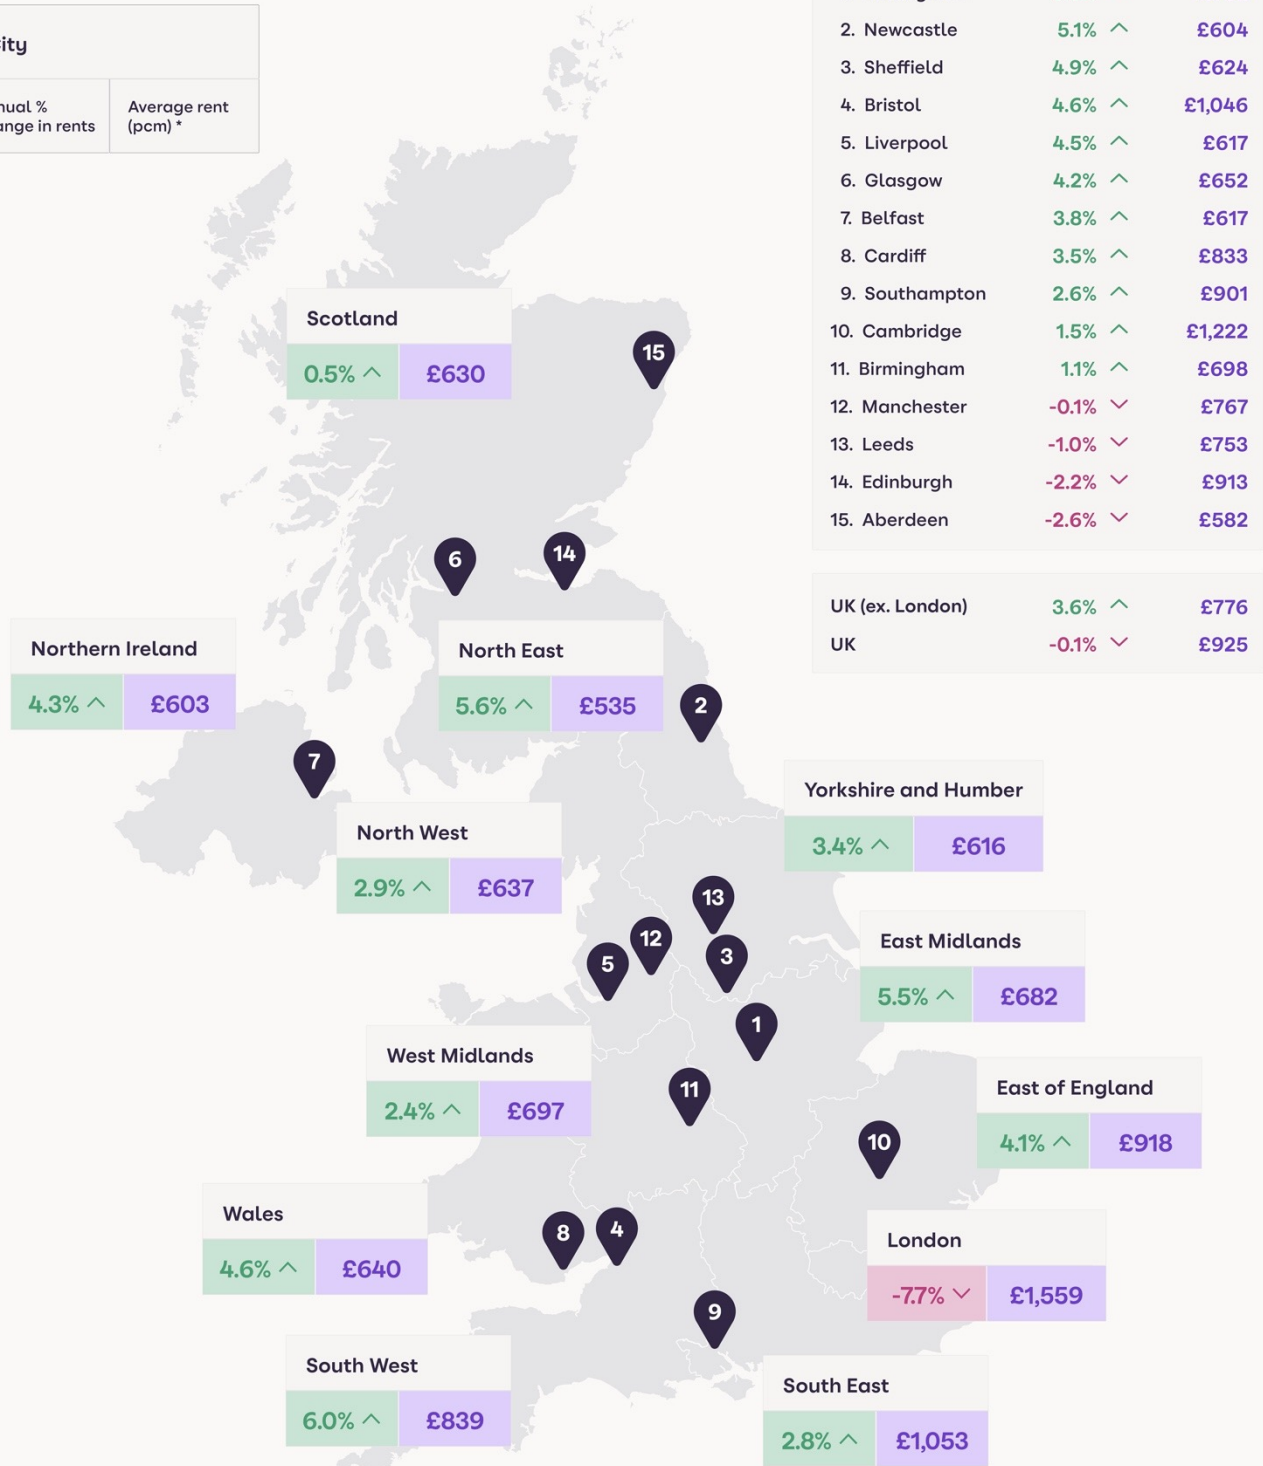 City
nual %
ange in rents
Average rent
(pcm) *
2. Newcastle 5.1% £604
3. Sheffield 4.9% £624
4. Bristol 4.6% £1,046
5. Liverpool 4.5% £617
6. Glasgow 4.2% £652
7. Belfast 3.8% £617
8. Cardiff 3.5% £833
9. Southampton 2.6% £901
10. Cambridge 1.5% £1,222
11. Birmingham 1.1% £698
12. Manchester -0.1% £767
13. Leeds -1.0% £753
14. Edinburgh -2.2% £913
15. Aberdeen -2.6% £582
UK (ex. London) 3.6% £776
UK -0.1% £925
Scotland
0.5% £630
15
6
14
Northern Ireland
4.3% £603
North East
5.6% £535
2
7
North West
2.9% £637
Yorkshire and Humber
3.4% £616
13
12
3
5
East Midlands
5.5% £682
1
West Midlands
2.4% £697
11
East of England
4.1% £918
10
Wales
4.6% £640
8
4
London
-7.7% £1,559
9
South West
6.0% £839
South East
2.8% £1,053